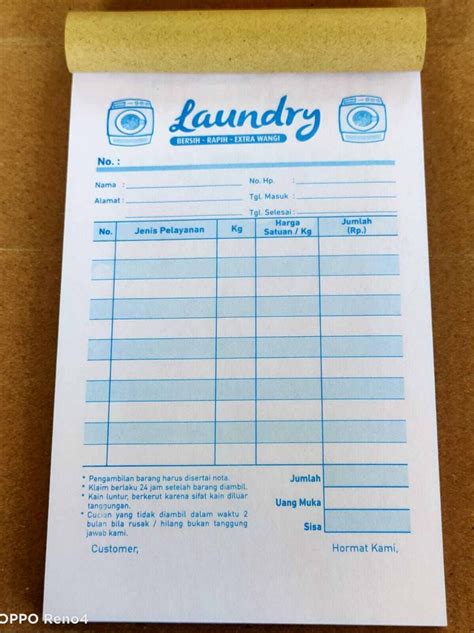 Laundry
BERSIH - RAPIH - EXTRA WANGI
No. :
Nama :
No. Hp. :
Alamat :
Tgl. Masuk :
Tgl. Selesai :
No. Jenis Pelayanan Kg Harga Satuan / Kg Jumlah (Rp.)
* Pengambilan barang harus disertai nota.
* Klaim berlaku 24 jam setelah barang diambil.
* Kain luntur, berkerut karena sifat kain diluar
tanggungan.
* Cucian yang tidak diambil dalam waktu 2
bulan bila rusak / hilang bukan tanggung
jawab kami.
Jumlah
Uang Muka
Sisa
Customer,
Hormat Kami,
OPPO Reno4